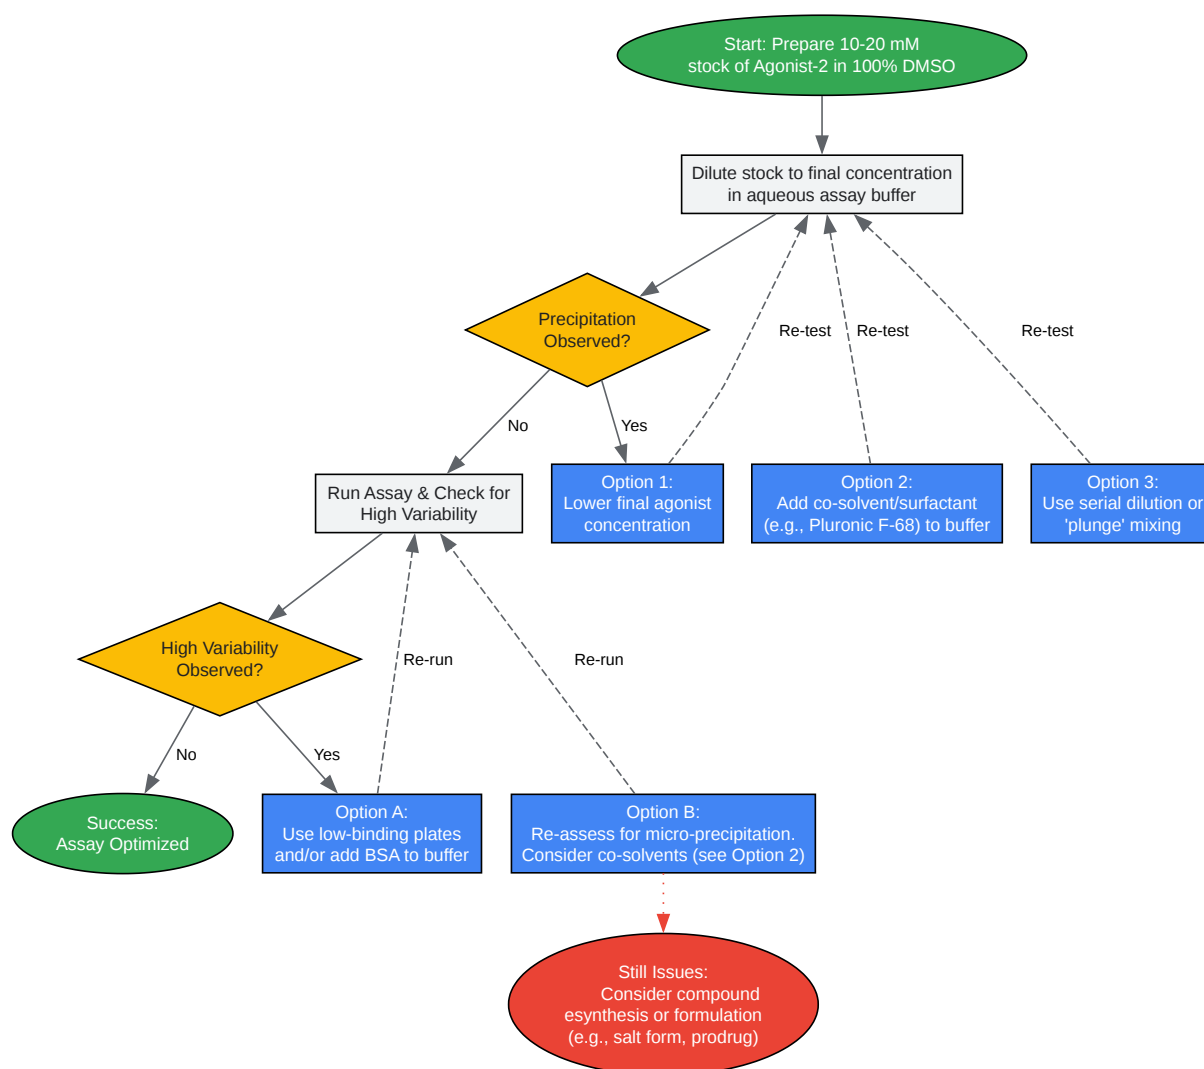 Start: Prepare 10-20 mM
stock of Agonist-2 in 100% DMSO
Dilute stock to final concentration
in aqueous assay buffer
Precipitation
Observed?
Re-test
Re-test
Re-test
No
Yes
Run Assay & Check for
High Variability
Option 1:
Lower final agonist
concentration
Option 2:
Add co-solvent/surfactant
(e.g., Pluronic F-68) to buffer
Option 3:
Use serial dilution or
'plunge' mixing
High Variability
Observed?
Re-run
Re-run
No
Yes
Success:
Assay Optimized
Option A:
Use low-binding plates
and/or add BSA to buffer
Option B:
Re-assess for micro-precipitation.
Consider co-solvents (see Option 2)
Still Issues:
Consider compound
esynthesis or formulation
(e.g., salt form, prodrug)